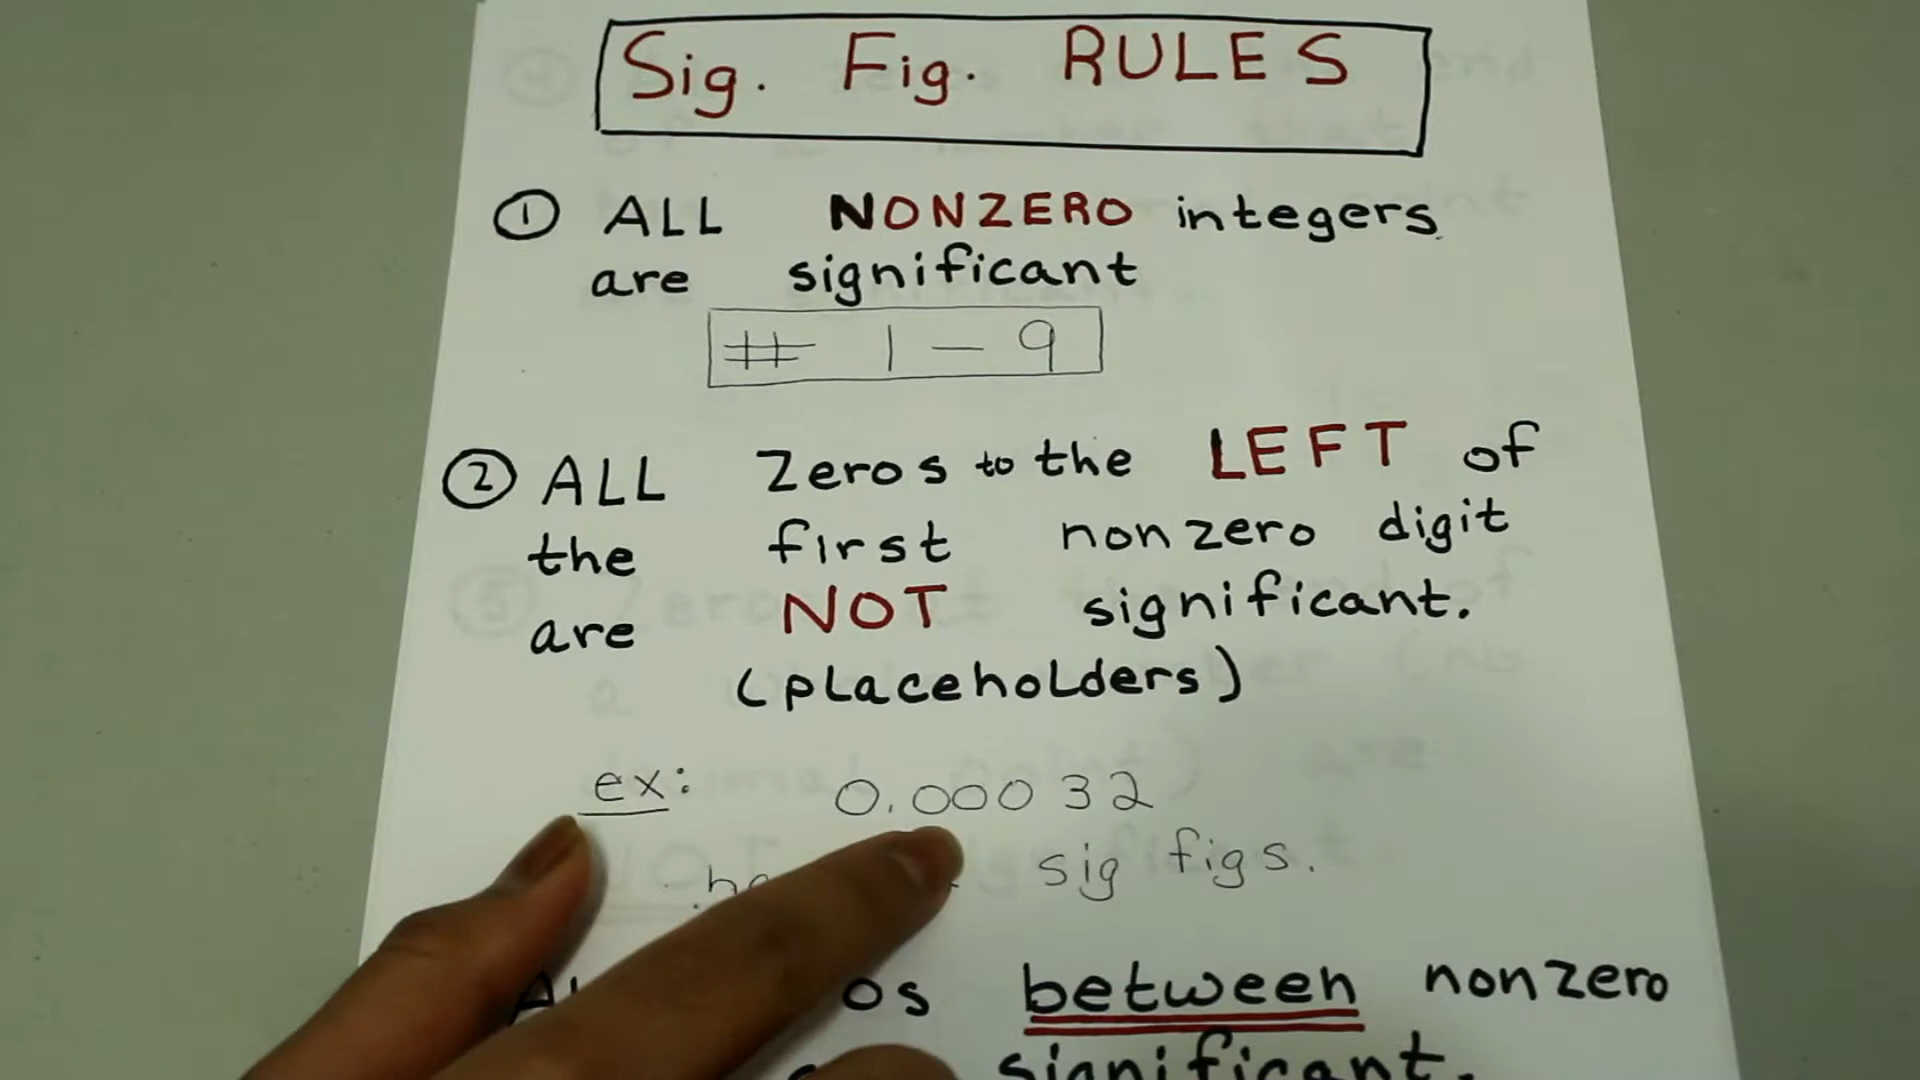 Sig. Fig. RULES
① ALL NONZERO integers
are significant
# 1 – 9
② ALL Zeros to the LEFT of
the first nonzero digit
are NOT significant.
(placeholders)
ex: 0.00032
sig figs.
between nonzero
significant.